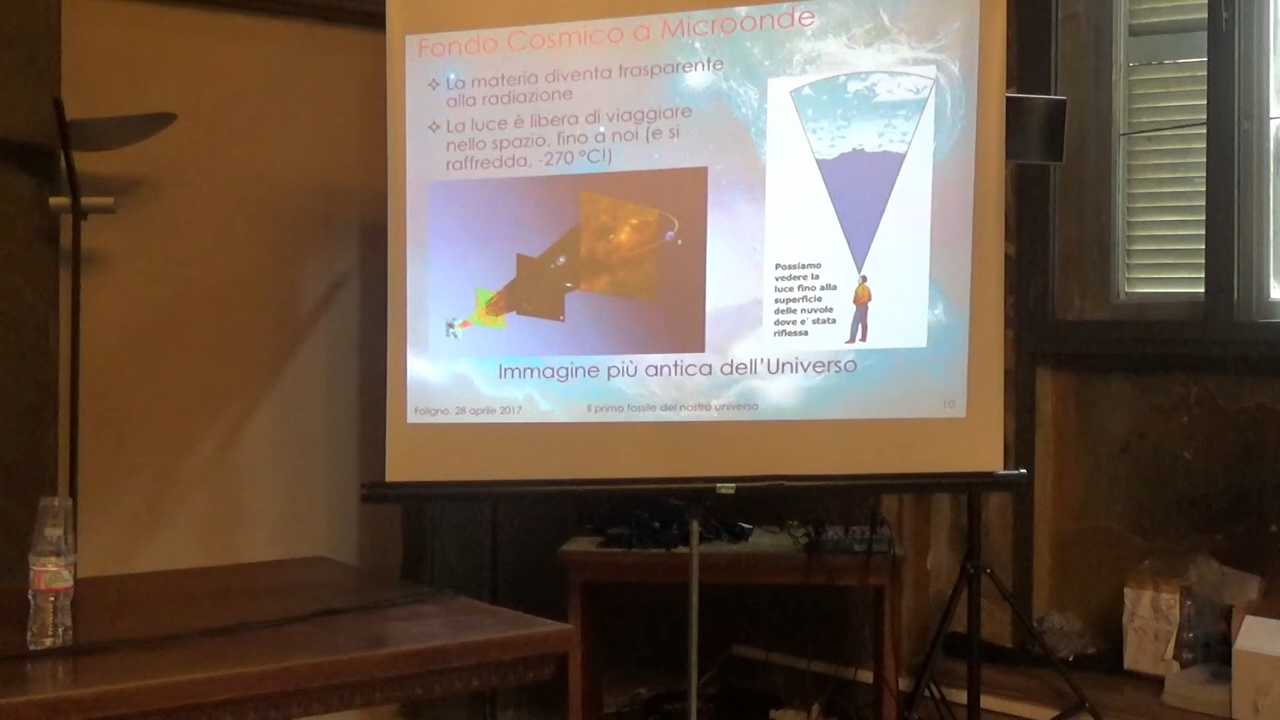 Fondo Cosmico a Microonde
La materia diventa trasparente
alla radiazione
La luce è libera di viaggiare
nello spazio, fino a noi (e si
raffredda, -270 °C!)
Possiamo
vedere la
luce fino alla
superficie
delle nuvole
dove e' stata
riflessa
Immagine più antica dell'Universo
Foligno, 28 aprile 2017
Il primo fossile del nostro universo
10